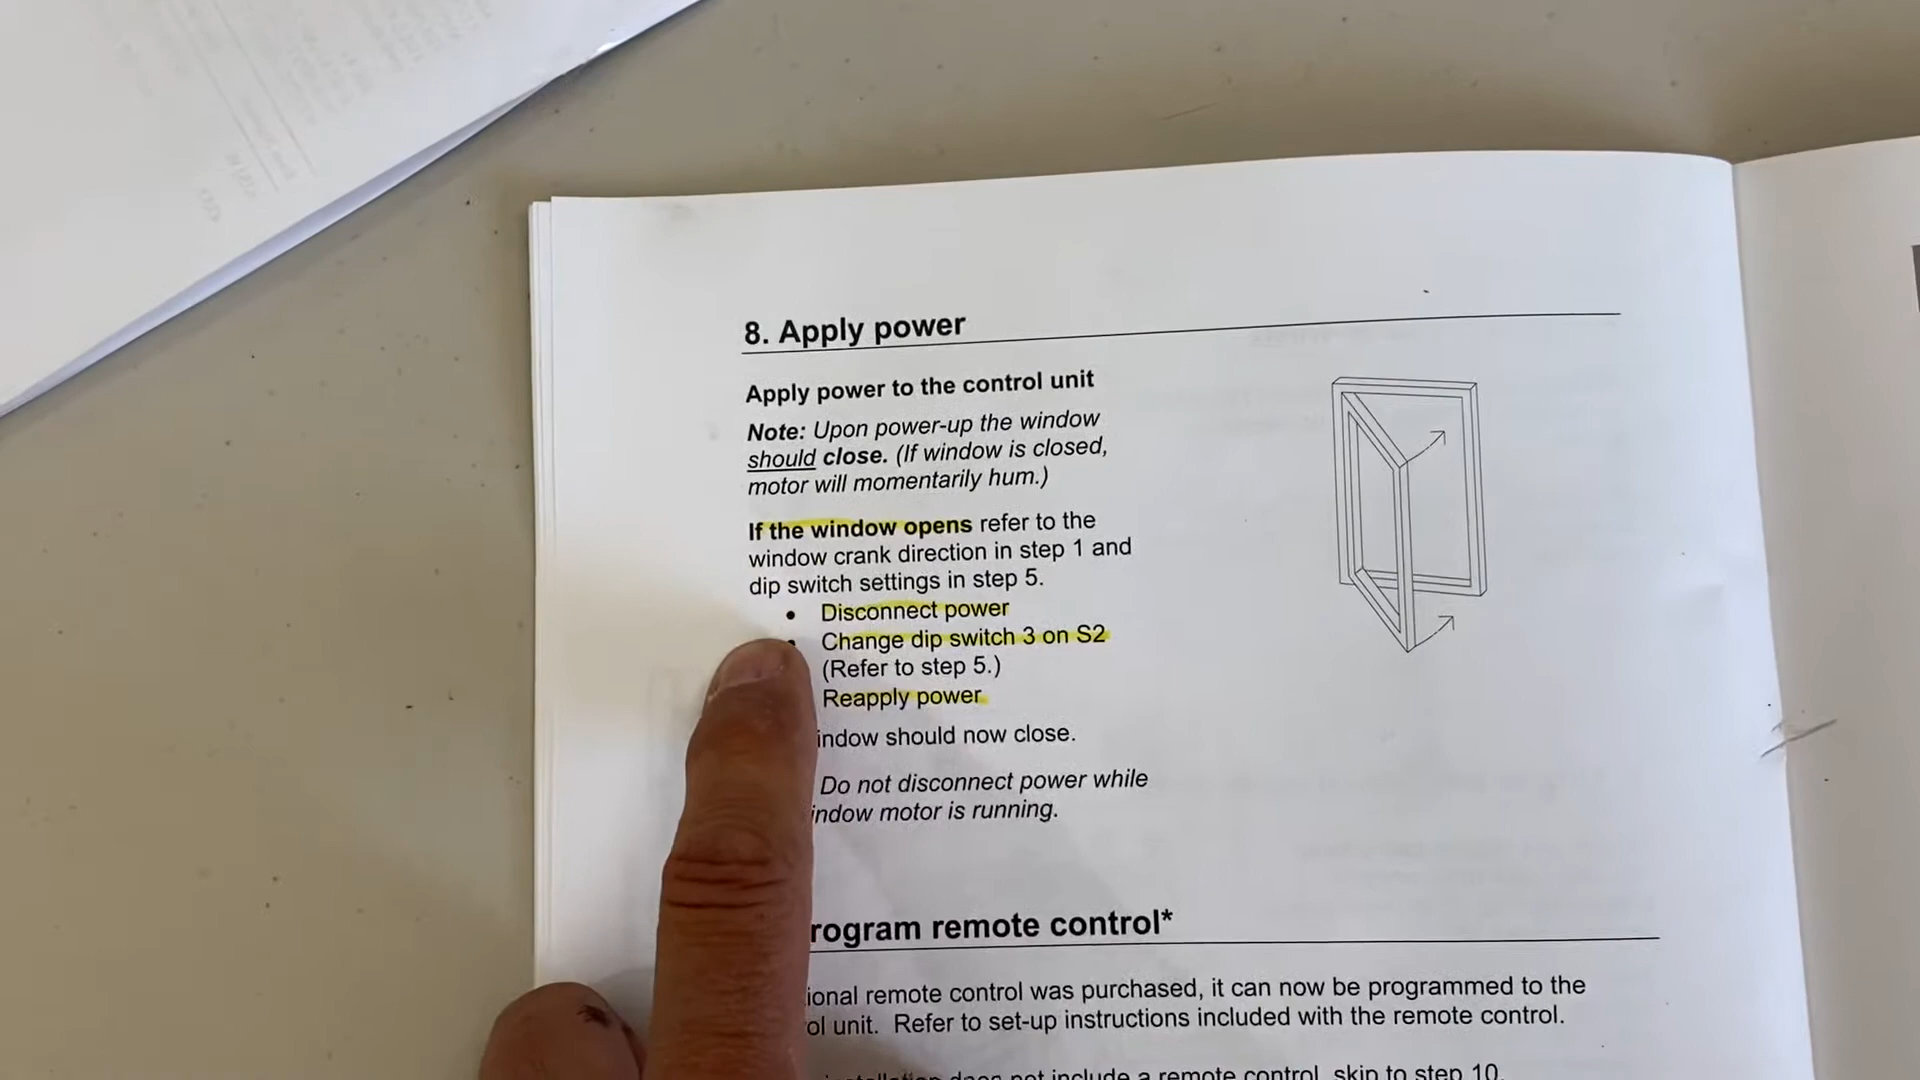 8. Apply power
Apply power to the control unit
Note: Upon power-up the window
should close. (If window is closed,
motor will momentarily hum.)
If the window opens refer to the
window crank direction in step 1 and
dip switch settings in step 5.
• Disconnect power
• Change dip switch 3 on S2
(Refer to step 5.)
Reapply power
indow should now close.
Do not disconnect power while
indow motor is running.
rogram remote control*
ional remote control was purchased, it can now be programmed to the
ol unit. Refer to set-up instructions included with the remote control.
does not include a remote control, skip to step 10.